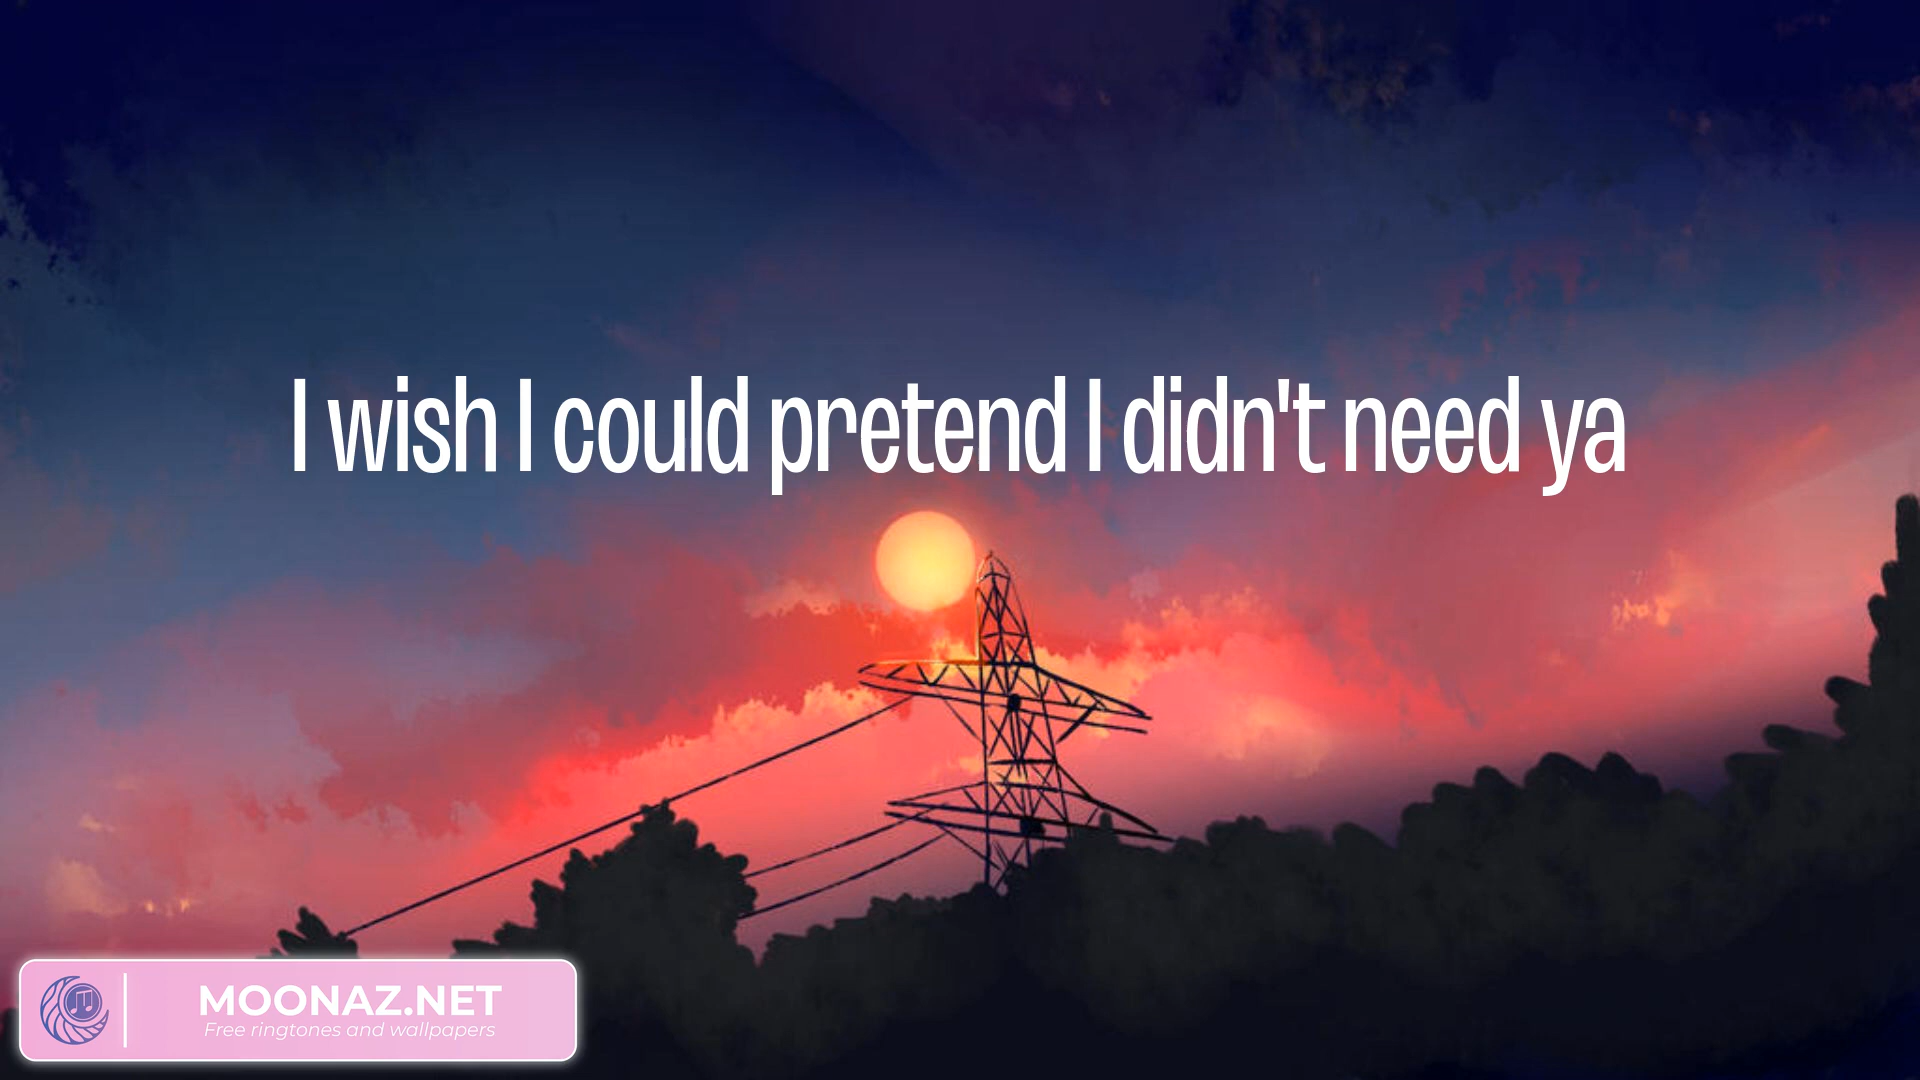 I wish I could pretend I didn't need ya
MOONAZ.NET
Free ringtones and wallpapers